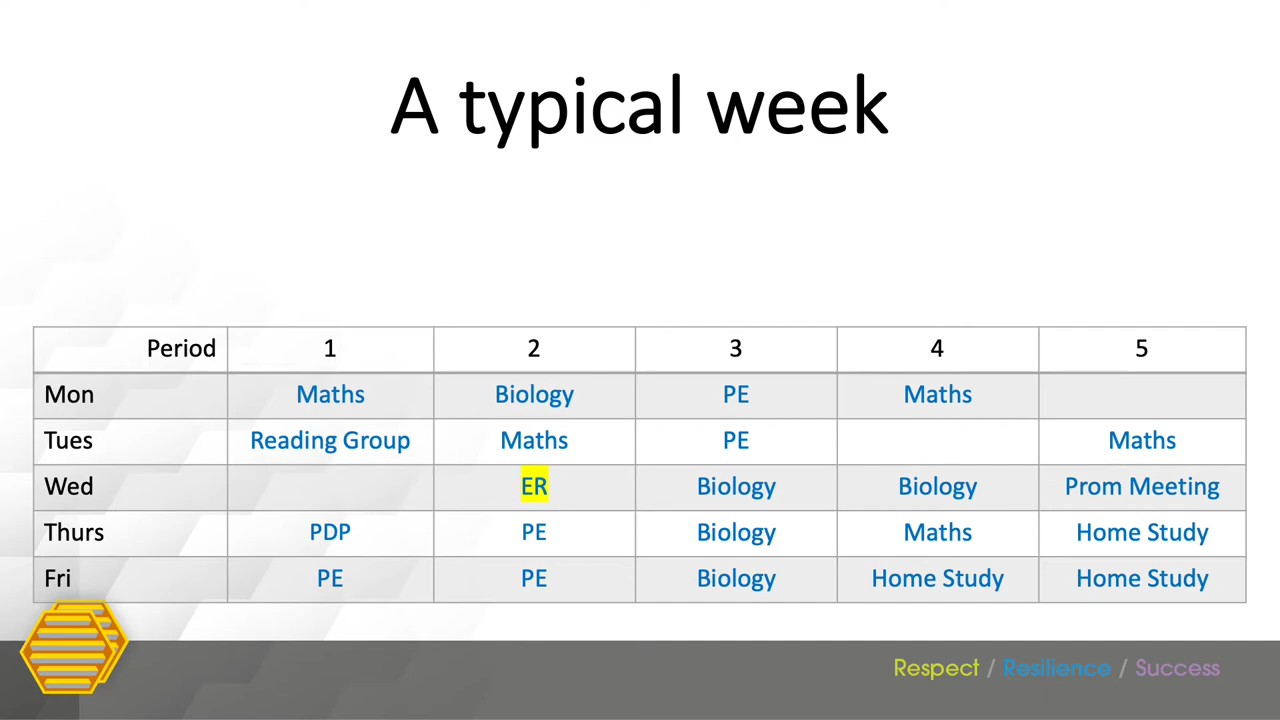 A typical week
Period 1 2 3 4 5
Mon Maths Biology PE Maths
Tues Reading Group Maths PE Maths
Wed ER Biology Biology Prom Meeting
Thurs PDP PE Biology Maths Home Study
Fri PE PE Biology Home Study Home Study
Respect / Resilience / Success